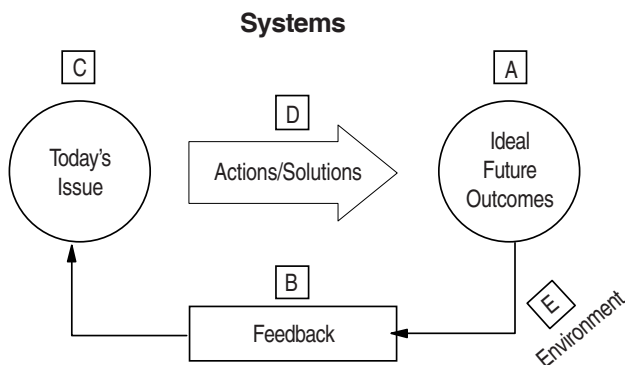 Systems
C
A
Today's
Issue
D
Actions/Solutions
Ideal
Future
Outcomes
B
Feedback
E
Environment